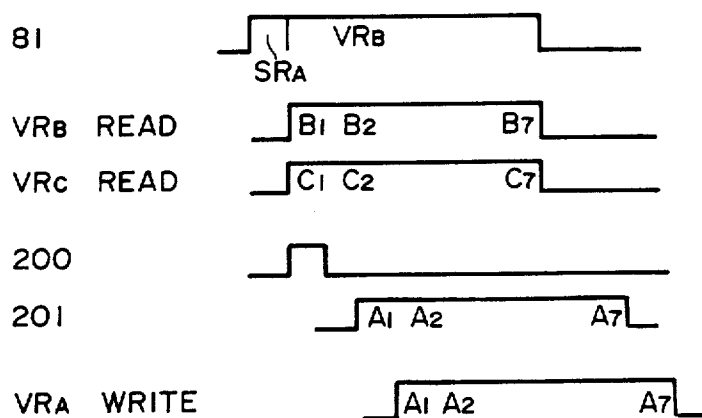 81 VRB
SRA
VRB READ B1 B2 B7
VRC READ C1 C2 C7
200
201 A1 A2 A7
VRA WRITE A1 A2 A7